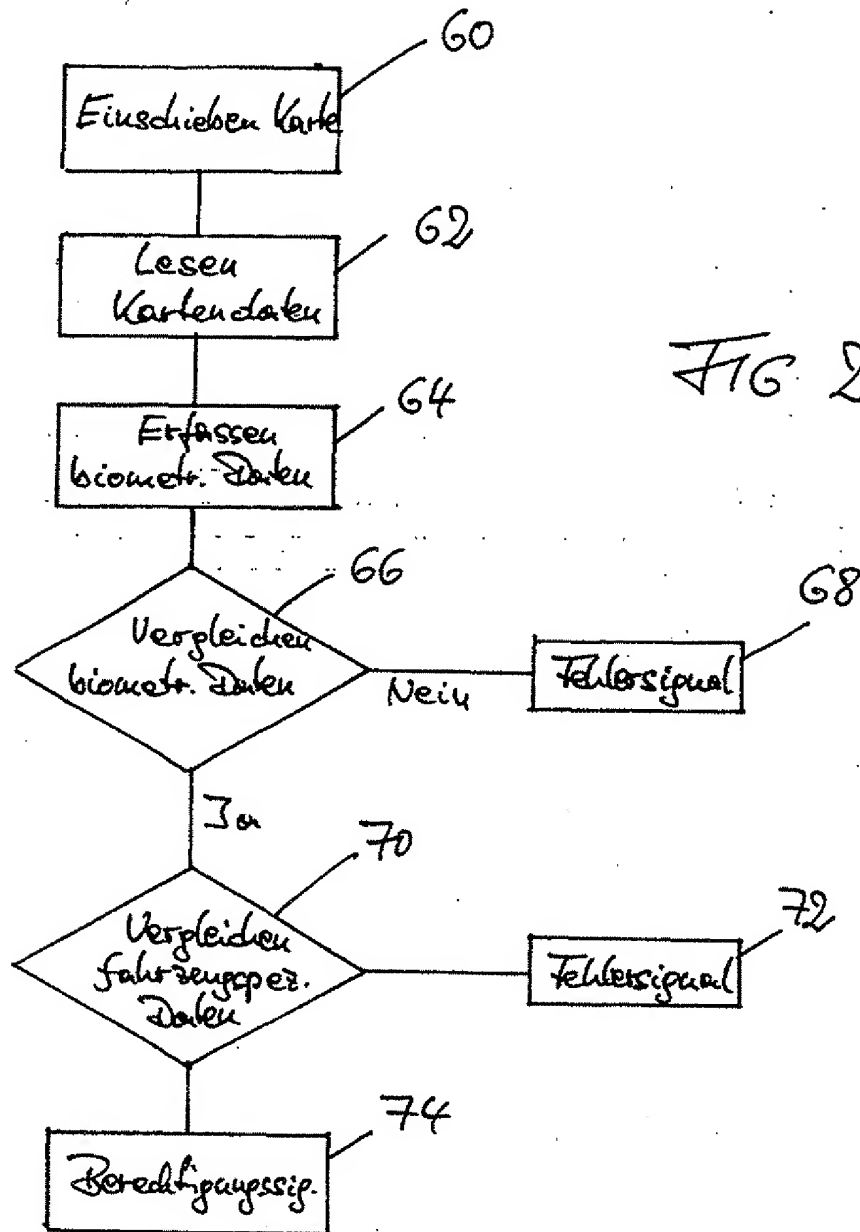 60
Einschieben Karte
62
Lesen
Kartendaten
FIG. 2
64
Erfassen
biometr. Daten
66
Vergleichen
biometr. Daten
Nein
68
Fehlersignal
Ja
70
Vergleichen
fahrzeugspez.
Daten
72
Fehlersignal
74
Berechtigungssig.